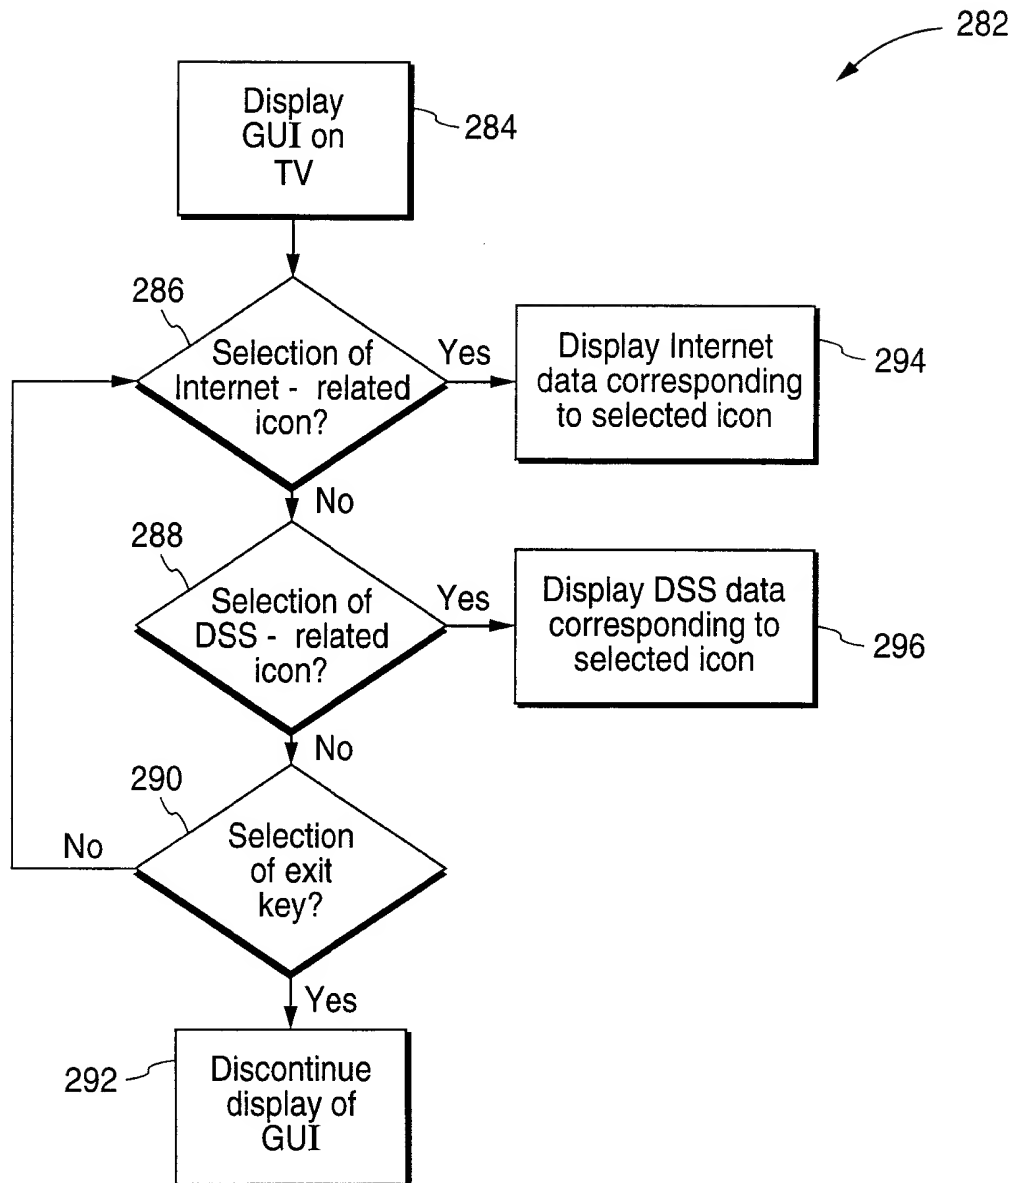 282
Display
GUI on
TV
284
286
Selection of
Internet - related
icon?
Yes
Display Internet
data corresponding
to selected icon
294
No
288
Selection of
DSS - related
icon?
Yes
Display DSS data
corresponding to
selected icon
296
No
290
Selection
of exit
key?
No
Yes
292
Discontinue
display of
GUI